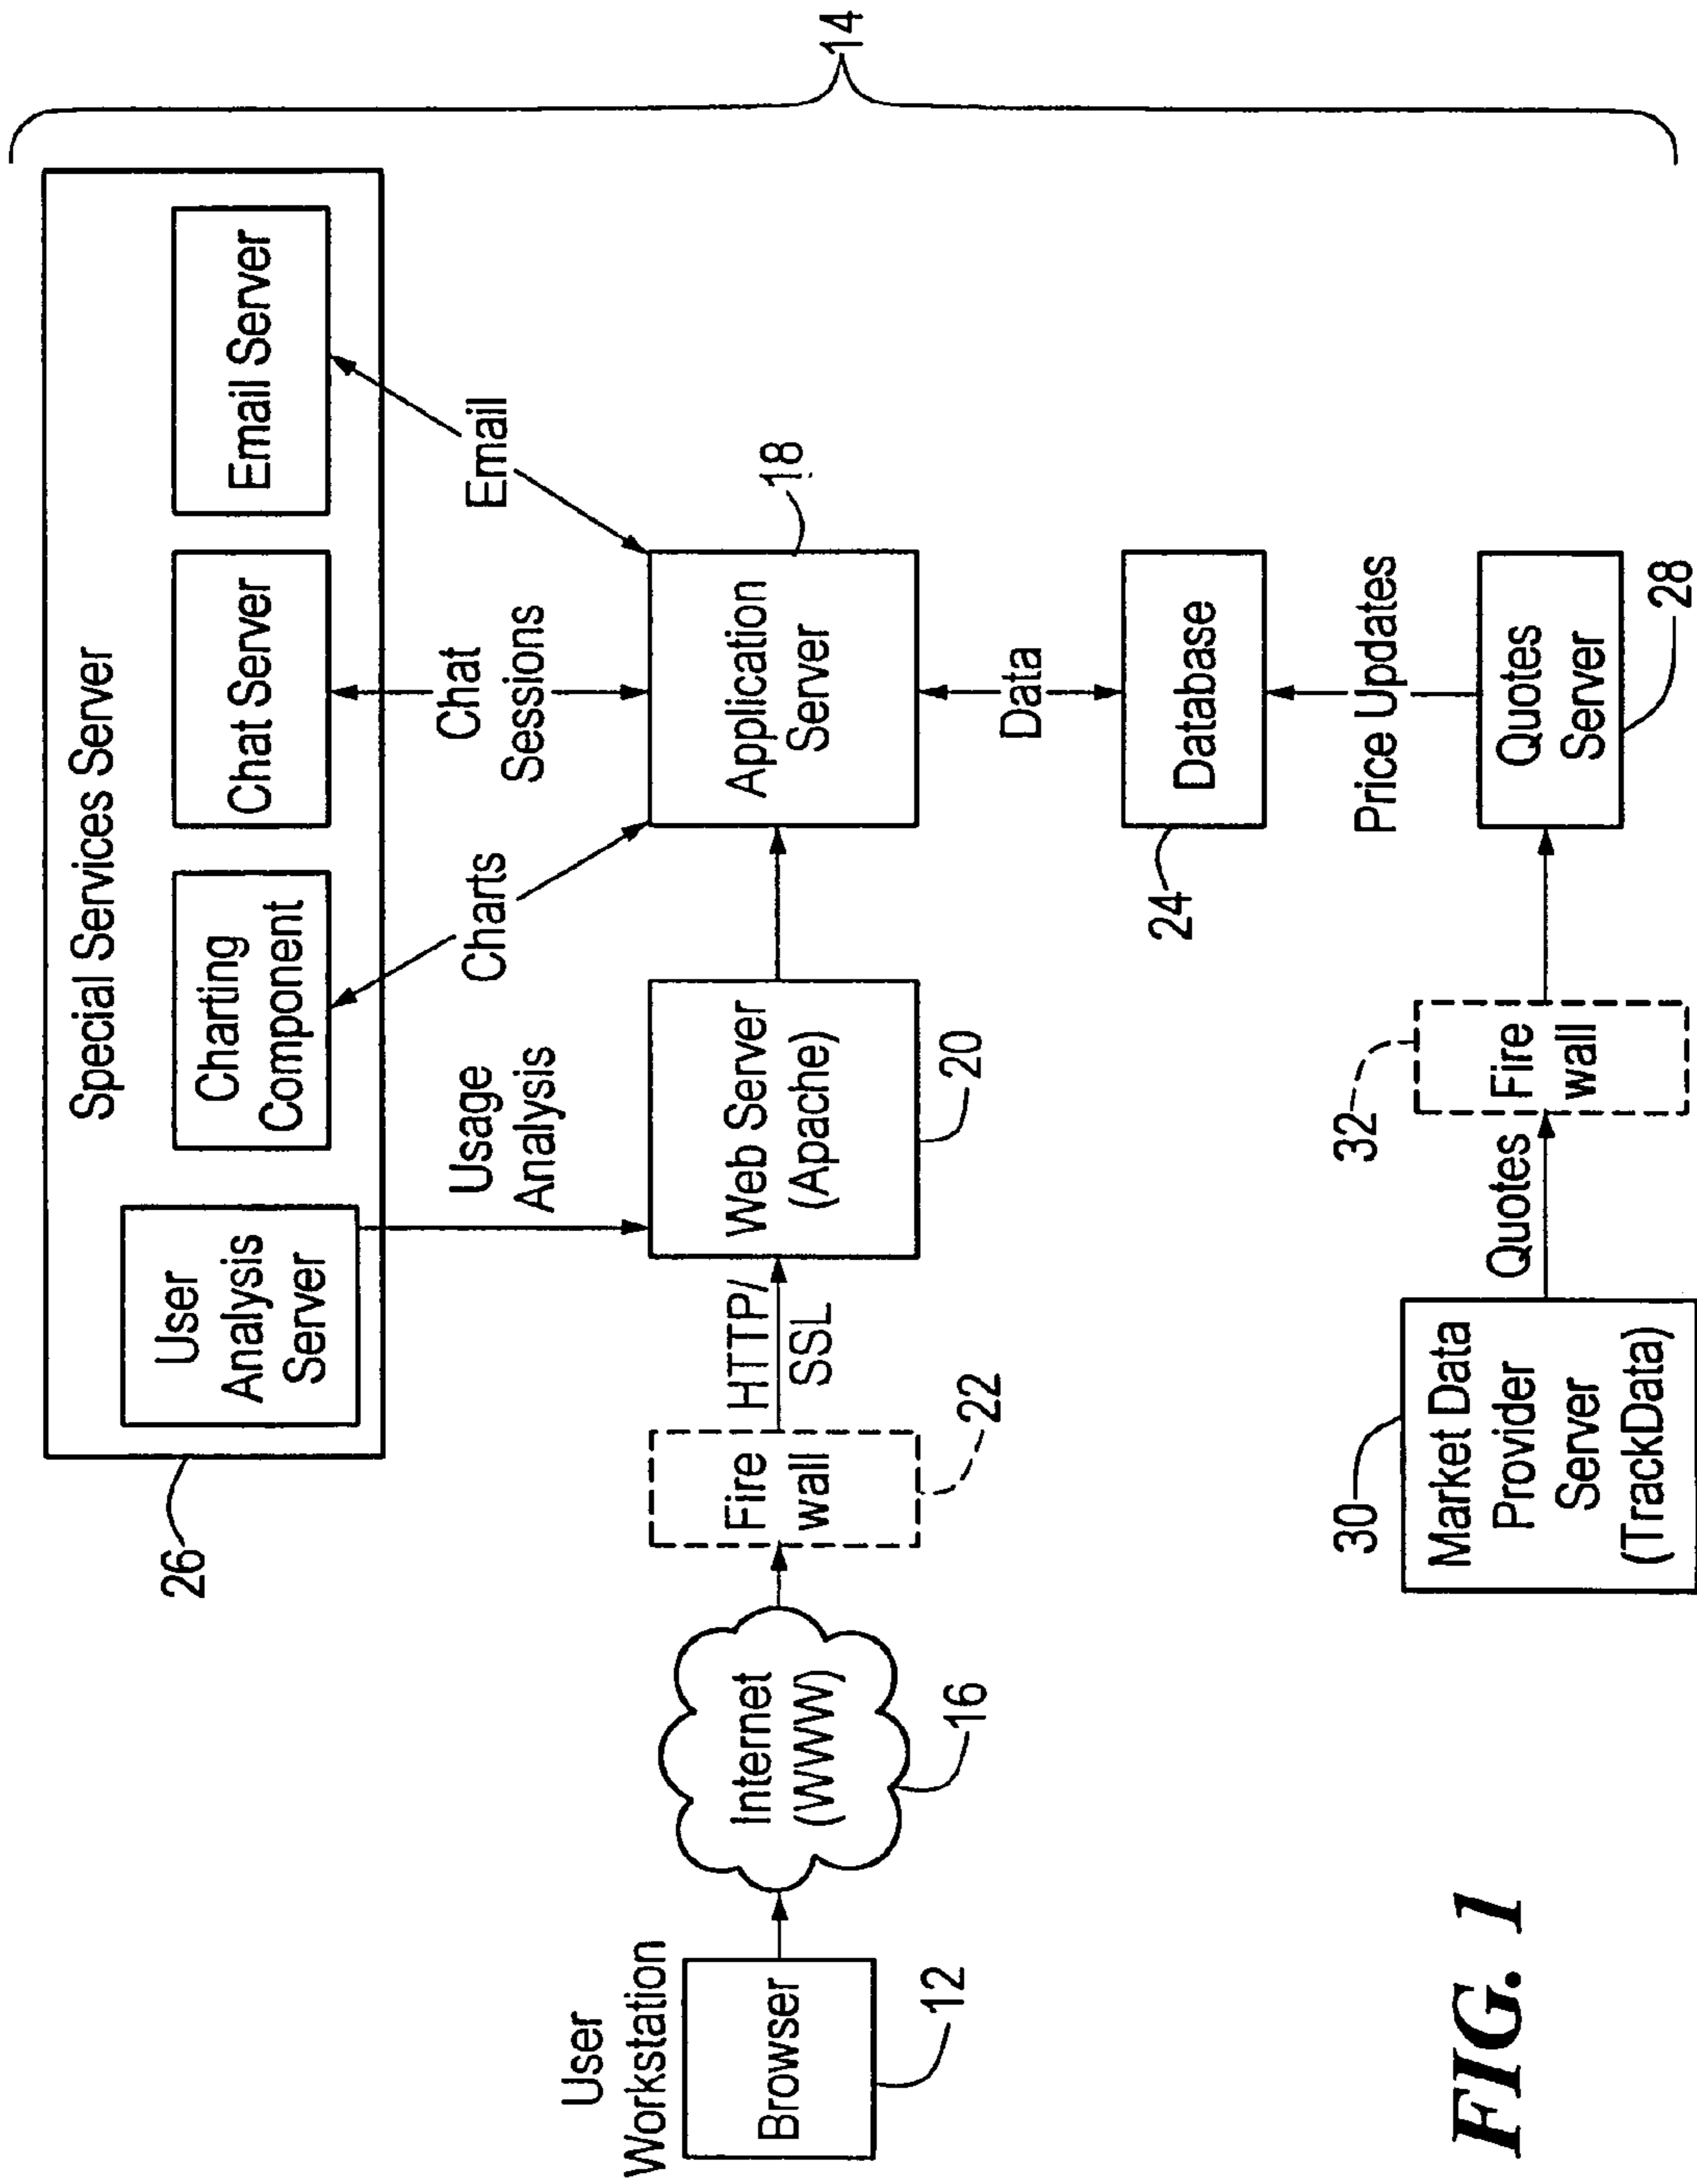 Special Services Server
User
Analysis
Server
Charting
Component
Chat Server
Email Server
26
Usage
Analysis
Charts
Chat
Sessions
Email
14
User
Workstation
Browser
12
Internet
(WWW)
16
Fire
wall
22
HTTP/
SSL
Web Server
(Apache)
20
Application
Server
18
Data
Database
24
Price Updates
30
Market Data
Provider
Server
(TrackData)
Quotes
32
Fire
wall
Quotes
Server
28
FIG. 1